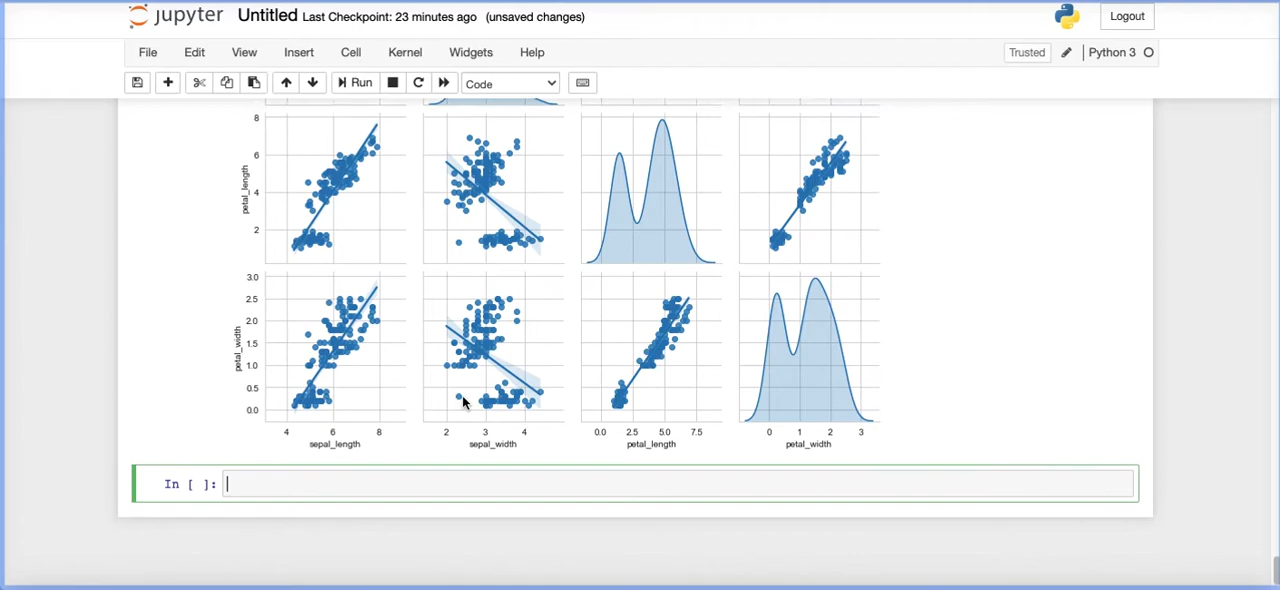 jupyter Untitled Last Checkpoint: 23 minutes ago (unsaved changes) Logout
File Edit View Insert Cell Kernel Widgets Help Trusted Python 3
Run Code
8
6
4
2
petal_length
3.0
2.5
2.0
1.5
1.0
0.5
0.0
petal_width
4 6 8 2 3 4 0.0 2.5 5.0 7.5 0 1 2 3
sepal_length sepal_width petal_length petal_width
In [ ]: